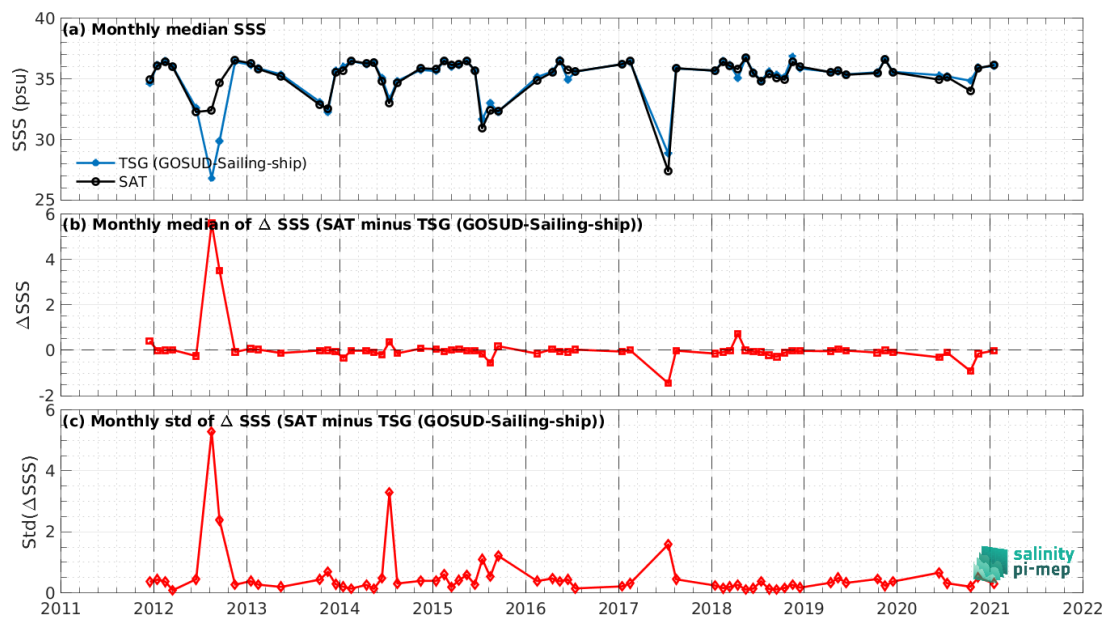 (a) Monthly median SSS
40
35
30
25
SSS (psu)
TSG (GOSUD-Sailing-ship)
SAT
(b) Monthly median of Δ SSS (SAT minus TSG (GOSUD-Sailing-ship))
6
4
2
0
-2
ΔSSS
(c) Monthly std of Δ SSS (SAT minus TSG (GOSUD-Sailing-ship))
6
4
2
0
Std(ΔSSS)
salinity
pi-mep
2011 2012 2013 2014 2015 2016 2017 2018 2019 2020 2021 2022